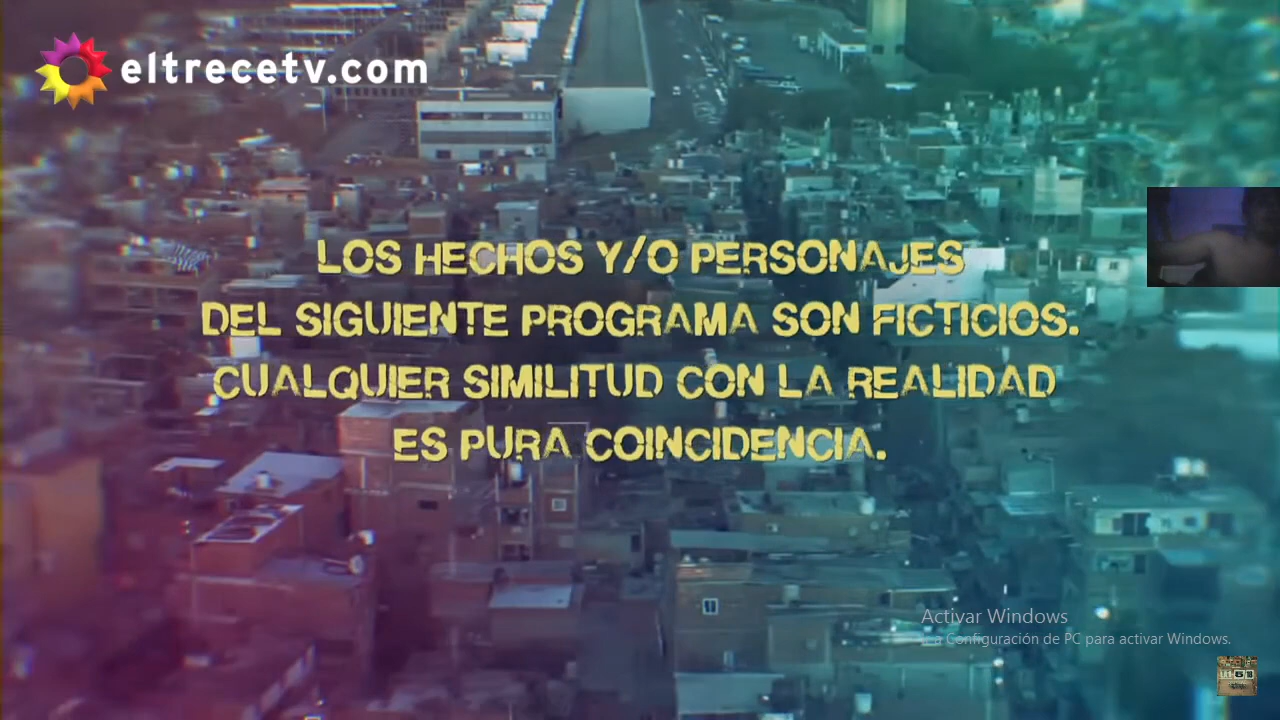 eltrecetv.com
LOS HECHOS Y/O PERSONAJES
DEL SIGUIENTE PROGRAMA SON FICTICIOS.
CUALQUIER SIMILITUD CON LA REALIDAD
ES PURA COINCIDENCIA.
Activar Windows
a Configuración de PC para activar Windows.